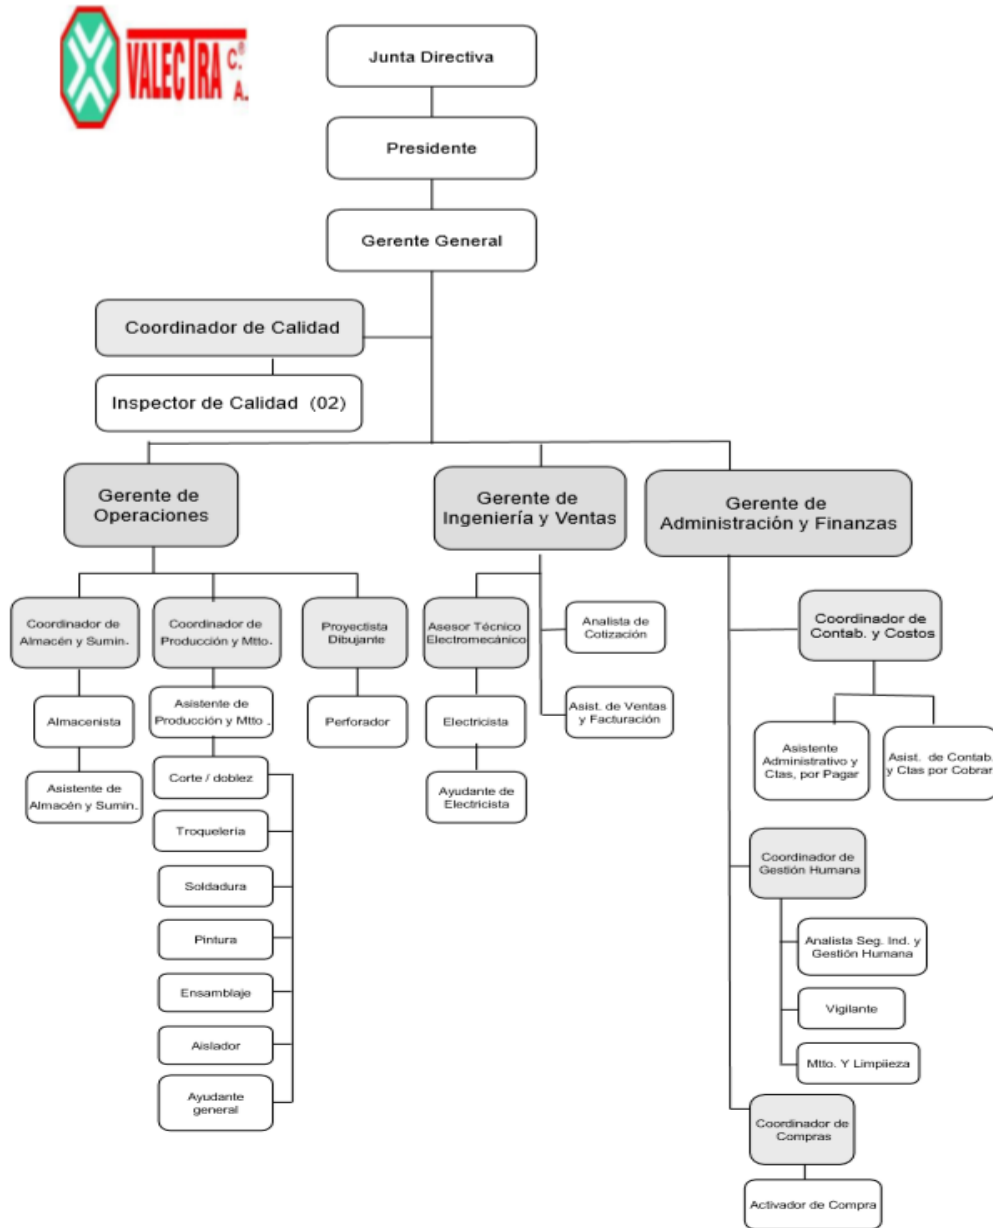 VALECTRA C.®
A.
Junta Directiva
Presidente
Gerente General
Coordinador de Calidad
Inspector de Calidad (02)
Gerente de
Operaciones
Gerente de
Ingeniería y Ventas
Gerente de
Administración y Finanzas
Coordinador de
Almacén y Sumin.
Coordinador de
Producción y Mtto.
Proyectista
Dibujante
Asesor Técnico
Electromecánico
Analista de
Cotización
Coordinador de
Contab. y Costos
Almacenista
Asistente de
Producción y Mtto .
Perforador
Electricista
Asist. de Ventas
y Facturación
Asistente
Administrativo y
Ctas, por Pagar
Asist. de Contab.
y Ctas por Cobrar
Asistente de
Almacén y Sumin.
Corte / doblez
Ayudante de
Electricista
Troquelería
Soldadura
Pintura
Ensamblaje
Aislador
Ayudante
general
Coordinador de
Gestión Humana
Analista Seg. Ind. y
Gestión Humana
Vigilante
Mtto. Y Limpiieza
Coordinador de
Compras
Activador de Compra